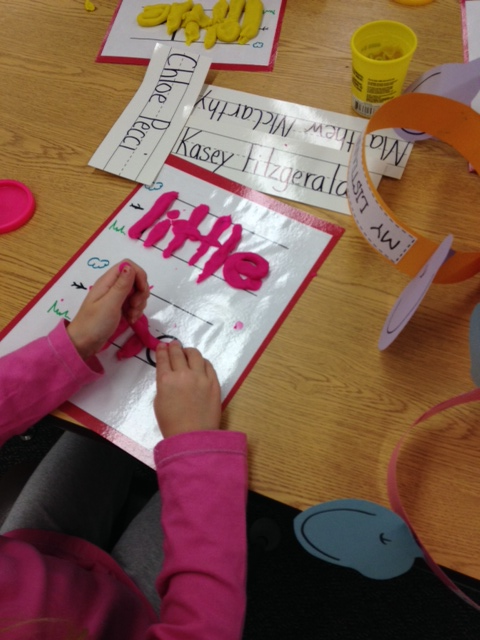 Chloe Pecci
Matthew McCarthy
Kasey Fitzgerald
little
MY LIST